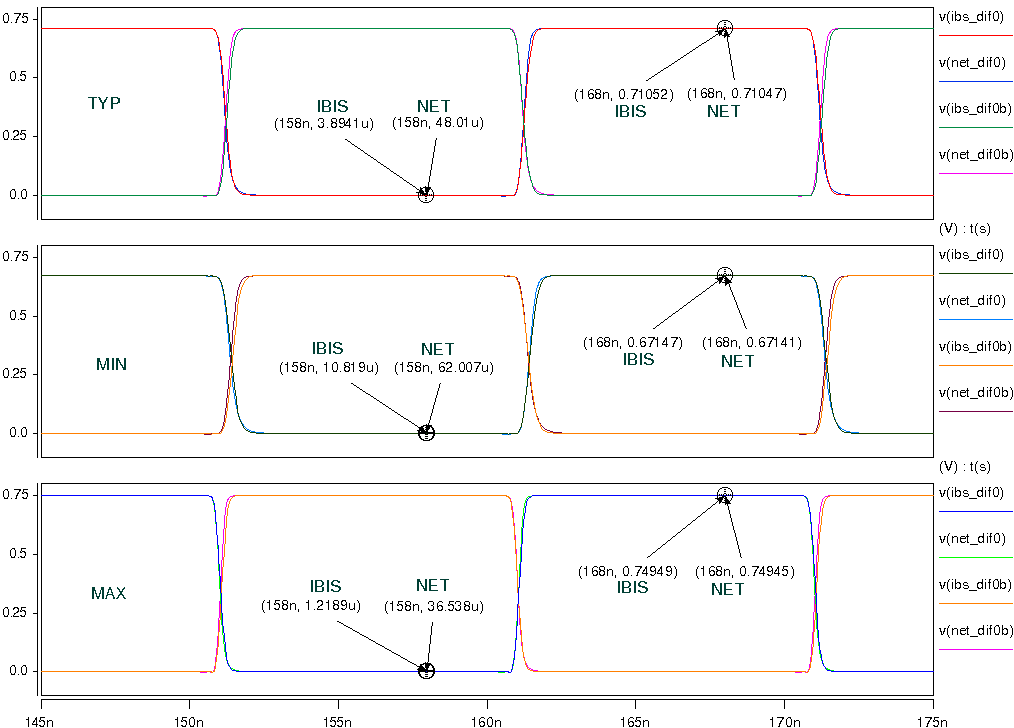 0.75
v(ibs_dif0)
v(net_dif0)
0.5
(168n, 0.71052)
(168n, 0.71047)
TYP
IBIS
NET
IBIS
NET
v(ibs_dif0b)
(158n, 3.8941u)
(158n, 48.01u)
0.25
v(net_dif0b)
0.0
(V) : t(s)
0.75
v(ibs_dif0)
v(net_dif0)
0.5
(168n, 0.67147)
(168n, 0.67141)
IBIS
NET
v(ibs_dif0b)
MIN
IBIS
NET
(158n, 10.819u)
(158n, 62.007u)
0.25
v(net_dif0b)
0.0
(V) : t(s)
0.75
v(ibs_dif0)
v(net_dif0)
0.5
(168n, 0.74949)
(168n, 0.74945)
MAX
IBIS
NET
IBIS
NET
v(ibs_dif0b)
(158n, 1.2189u)
(158n, 36.538u)
0.25
v(net_dif0b)
0.0
145n 150n 155n 160n 165n 170n 175n